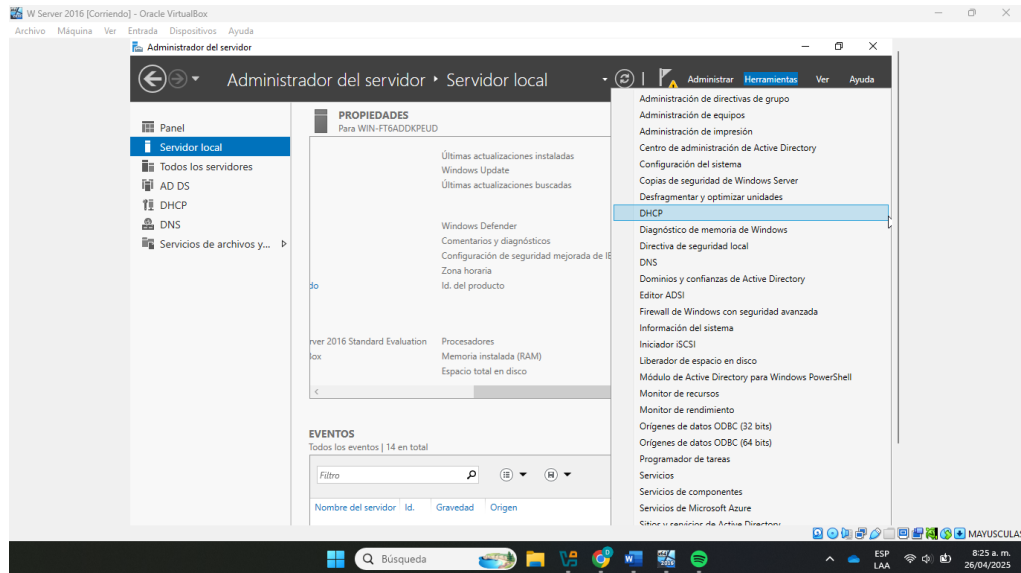 W Server 2016 [Corriendo] - Oracle VirtualBox
Archivo Máquina Ver Entrada Dispositivos Ayuda
Administrador del servidor
Administrador del servidor Servidor local
Administrar Herramientas Ver Ayuda
Panel
Servidor local
Todos los servidores
AD DS
DHCP
DNS
Servicios de archivos y...
PROPIEDADES
Para WIN-FT6ADDKPEUD
Últimas actualizaciones instaladas
Windows Update
Últimas actualizaciones buscadas
Windows Defender
Comentarios y diagnósticos
Configuración de seguridad mejorada de IE
Zona horaria
do Id. del producto
rver 2016 Standard Evaluation Procesadores
Box Memoria instalada (RAM)
Espacio total en disco
EVENTOS
Todos los eventos | 14 en total
Filtro
Nombre del servidor Id. Gravedad Origen
Administración de directivas de grupo
Administración de equipos
Administración de impresión
Centro de administración de Active Directory
Configuración del sistema
Copias de seguridad de Windows Server
Desfragmentar y optimizar unidades
DHCP
Diagnóstico de memoria de Windows
Directiva de seguridad local
DNS
Dominios y confianzas de Active Directory
Editor ADSI
Firewall de Windows con seguridad avanzada
Información del sistema
Iniciador iSCSI
Liberador de espacio en disco
Módulo de Active Directory para Windows PowerShell
Monitor de recursos
Monitor de rendimiento
Orígenes de datos ODBC (32 bits)
Orígenes de datos ODBC (64 bits)
Programador de tareas
Servicios
Servicios de componentes
Servicios de Microsoft Azure
Sitios y servicios de Active Directory
MAYUSCULAS
Búsqueda
ESP
LAA
8:25 a. m.
26/04/2025